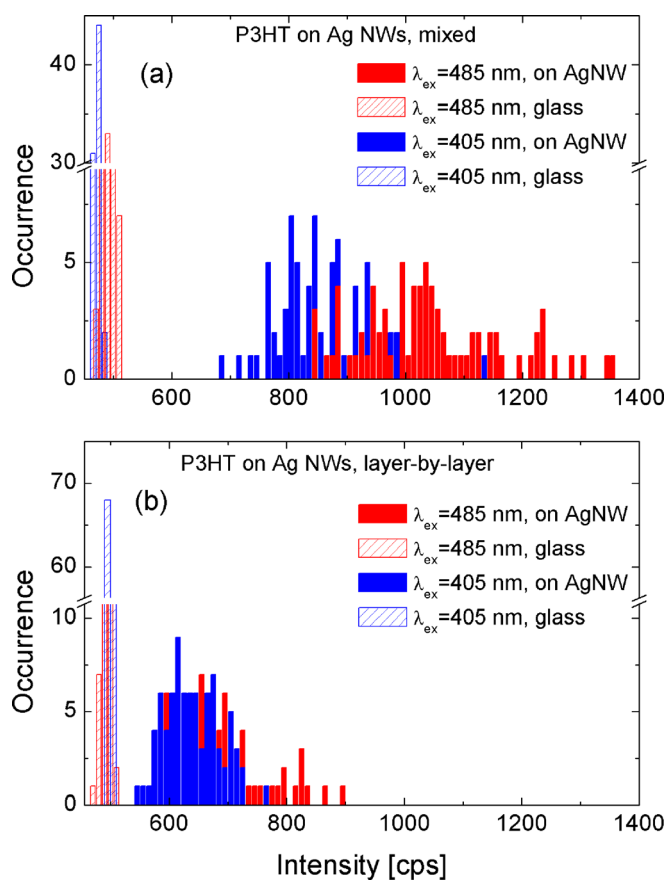 P3HT on Ag NWs, mixed
(a)
λex=485 nm, on AgNW
λex=485 nm, glass
λex=405 nm, on AgNW
λex=405 nm, glass
Occurrence
40
30
5
0
600 800 1000 1200 1400
P3HT on Ag NWs, layer-by-layer
(b)
λex=485 nm, on AgNW
λex=485 nm, glass
λex=405 nm, on AgNW
λex=405 nm, glass
Occurrence
70
60
10
5
0
600 800 1000 1200 1400
Intensity [cps]